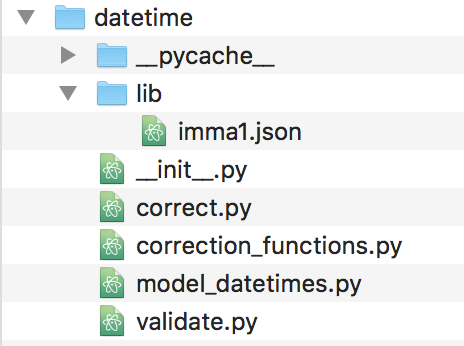 datetime
__pycache__
lib
imma1.json
__init__.py
correct.py
correction_functions.py
model_datetimes.py
validate.py